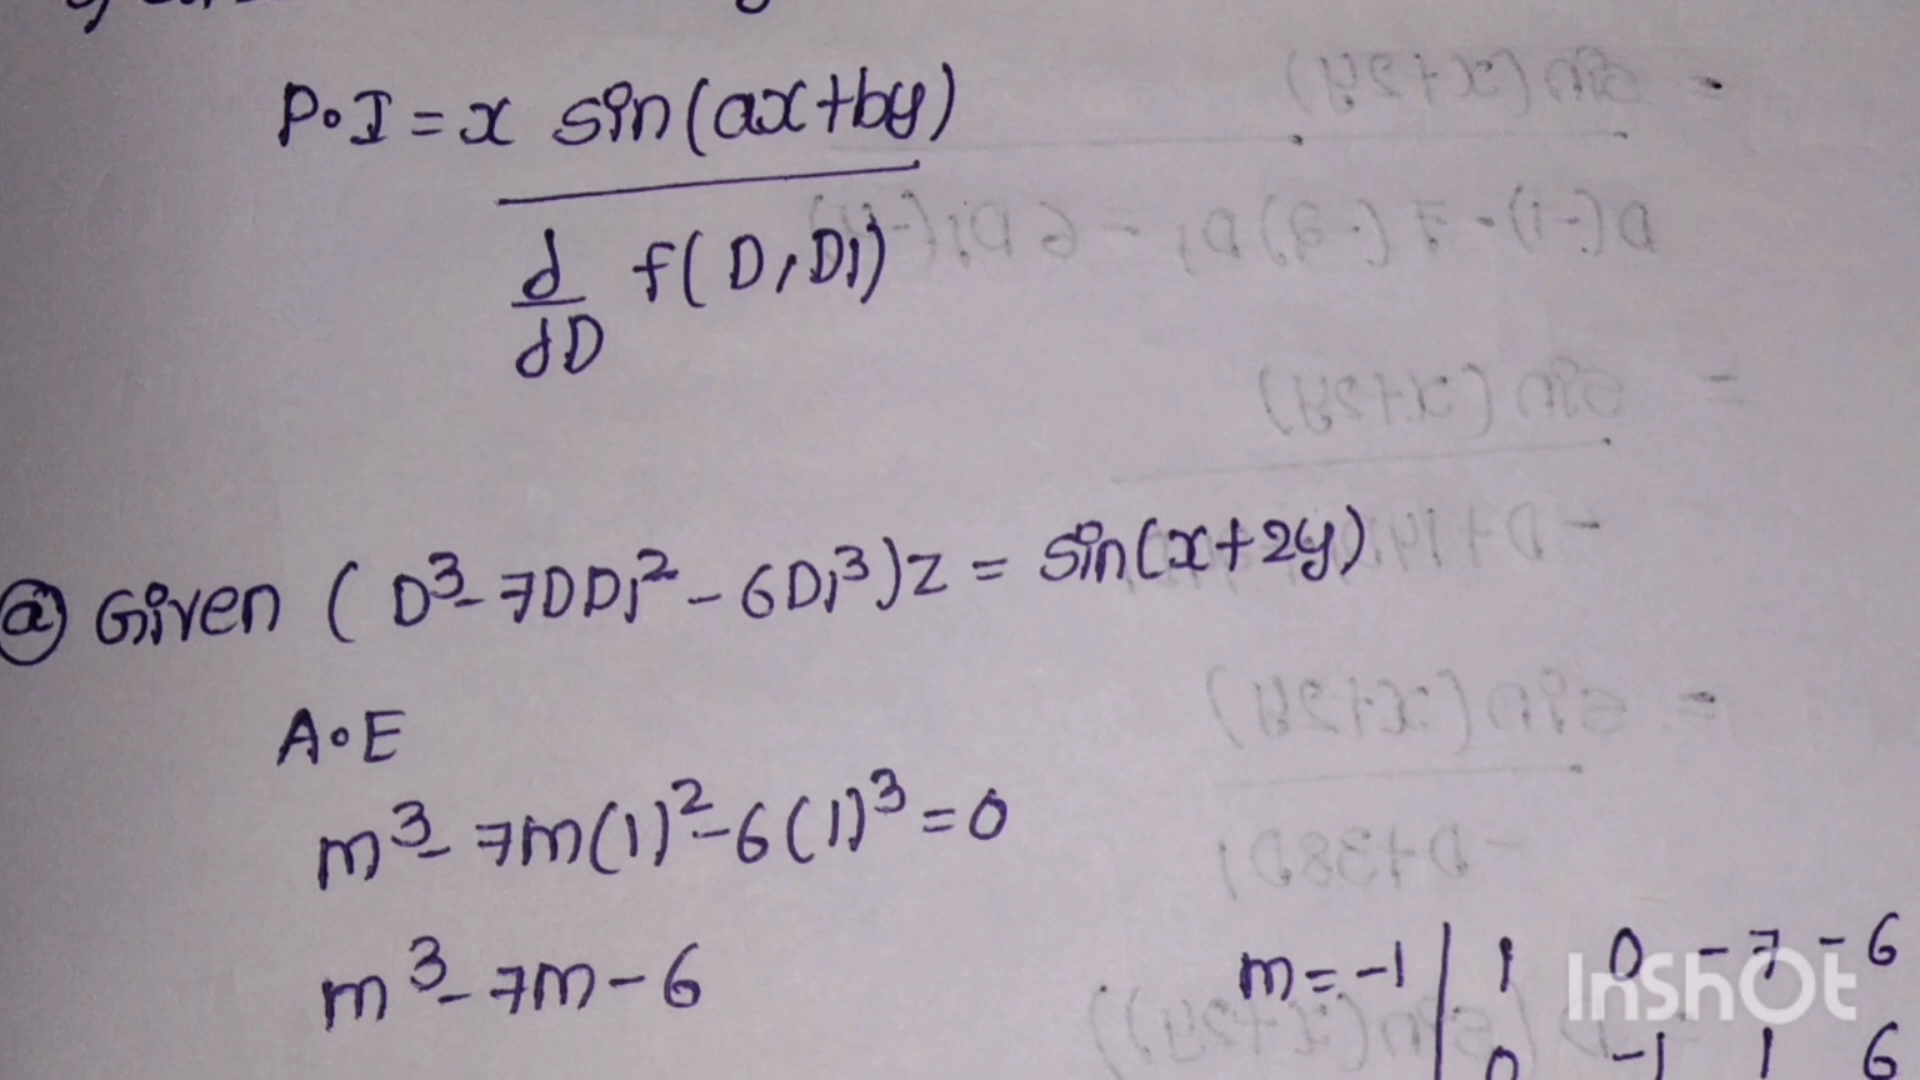 P.I = x sin(ax+by)
d/dD f(D,D1)
(a) Given (D³-7DD1²-6D1³)z = sin(x+2y)
A.E
m³-7m(1)²-6(1)³=0
m³-7m-6
m=-1 | 1 0 -7 -6
0 -1 1 6
InShOt